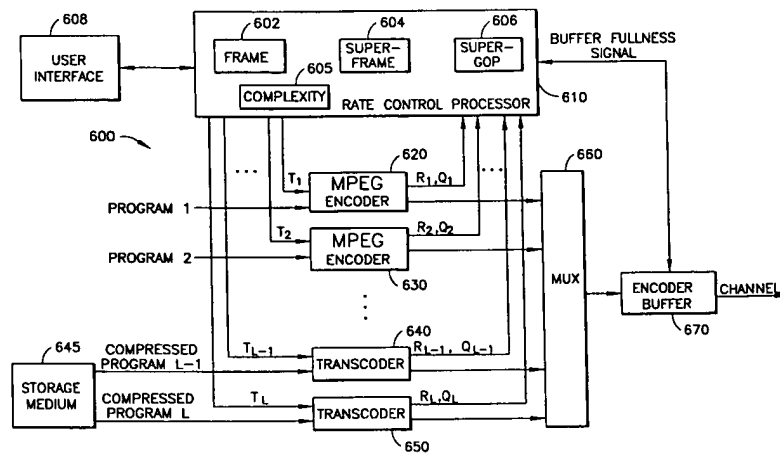 608
602
604
606
USER
INTERFACE
FRAME
SUPER-
FRAME
SUPER-
GOP
BUFFER FULLNESS
SIGNAL
605
COMPLEXITY
RATE CONTROL PROCESSOR
610
600
620
660
...
T1
MPEG
ENCODER
R1,Q1
...
PROGRAM 1
T2
MPEG
ENCODER
R2,Q2
PROGRAM 2
630
MUX
ENCODER
BUFFER
CHANNEL
670
...
645
640
COMPRESSED
PROGRAM L-1
TL-1
TRANSCODER
RL-1, QL-1
STORAGE
MEDIUM
COMPRESSED
PROGRAM L
TL
TRANSCODER
RL,QL
650